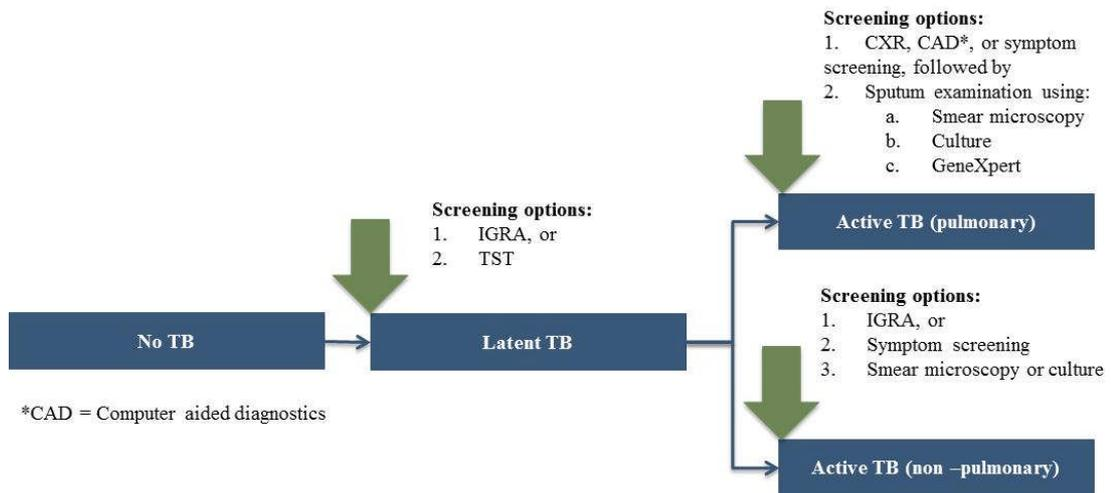 Screening options:
1. CXR, CAD*, or symptom
screening, followed by
2. Sputum examination using:
a. Smear microscopy
b. Culture
c. GeneXpert
Active TB (pulmonary)
Screening options:
1. IGRA, or
2. TST
No TB
Latent TB
Screening options:
1. IGRA, or
2. Symptom screening
3. Smear microscopy or culture
Active TB (non –pulmonary)
*CAD = Computer aided diagnostics